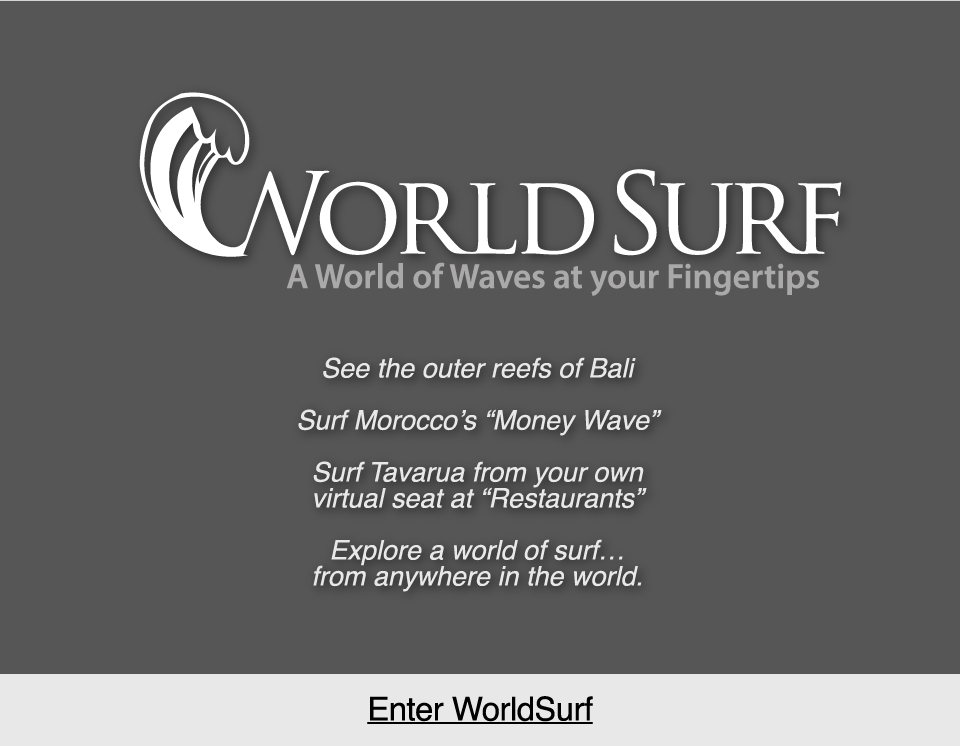 WORLD SURF
A World of Waves at your Fingertips
See the outer reefs of Bali
Surf Morocco’s “Money Wave”
Surf Tavarua from your own
virtual seat at “Restaurants”
Explore a world of surf…
from anywhere in the world.
Enter WorldSurf